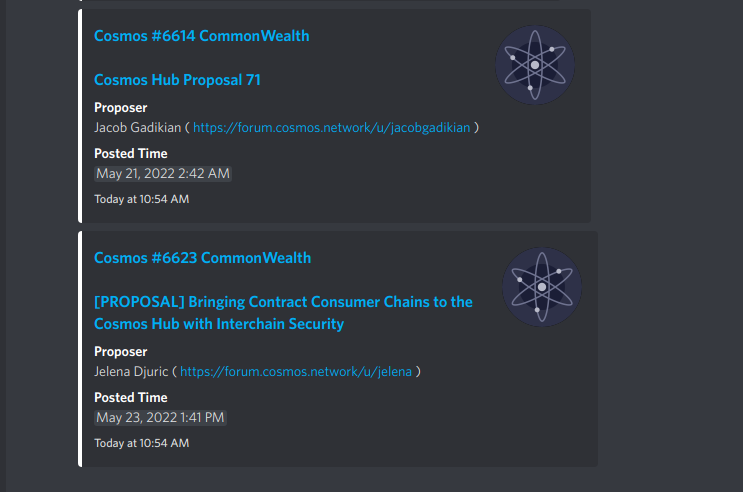 Cosmos #6614 CommonWealth
Cosmos Hub Proposal 71
Proposer
Jacob Gadikian ( https://forum.cosmos.network/u/jacobgadikian )
Posted Time
May 21, 2022 2:42 AM
Today at 10:54 AM
Cosmos #6623 CommonWealth
[PROPOSAL] Bringing Contract Consumer Chains to the
Cosmos Hub with Interchain Security
Proposer
Jelena Djuric ( https://forum.cosmos.network/u/jelena )
Posted Time
May 23, 2022 1:41 PM
Today at 10:54 AM